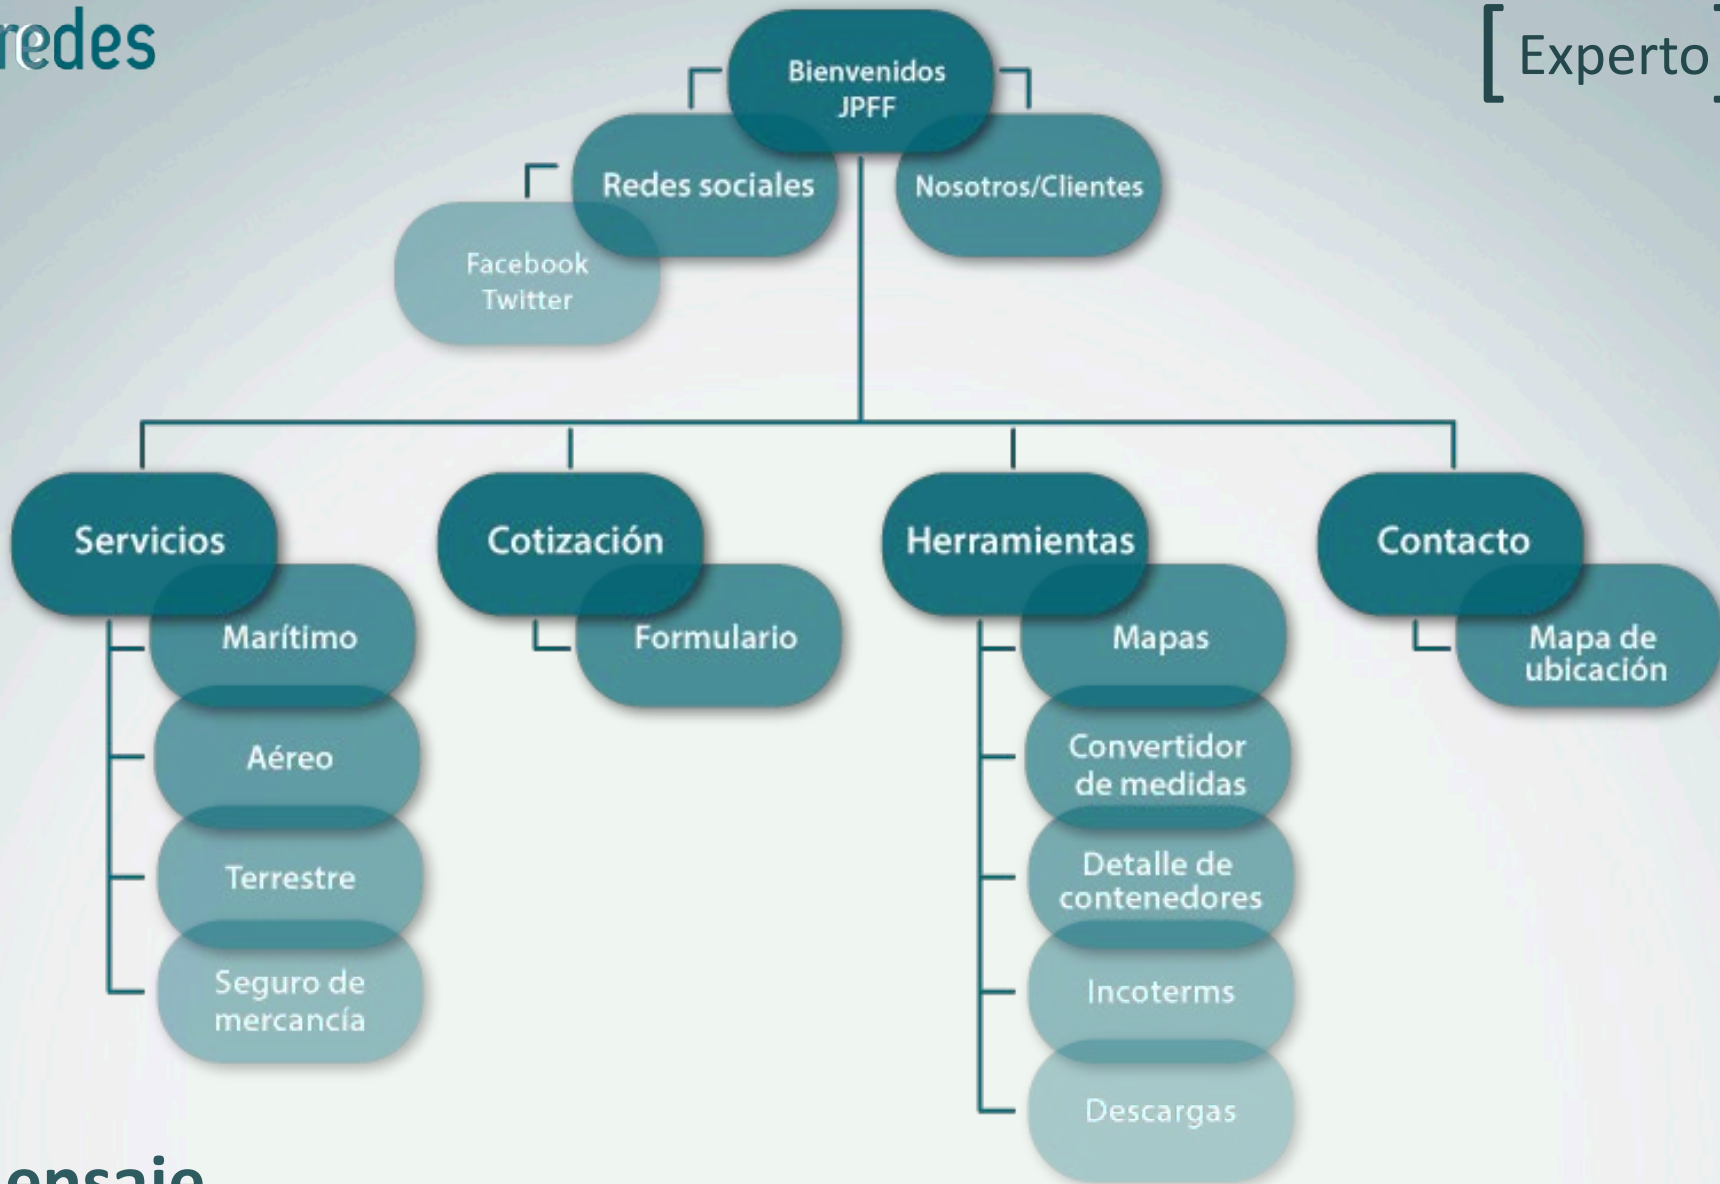 redes
[ Experto ]
Bienvenidos
JPFF
Redes sociales
Nosotros/Clientes
Facebook
Twitter
Servicios
Marítimo
Aéreo
Terrestre
Seguro de
mercancía
Cotización
Formulario
Herramientas
Mapas
Convertidor
de medidas
Detalle de
contenedores
Incoterms
Descargas
Contacto
Mapa de
ubicación